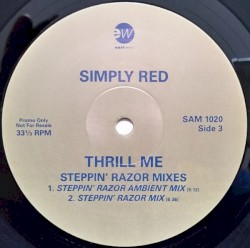 ew
SIMPLY RED
Promo Only
Not For Resale
33⅓ RPM
SAM 1020
Side 3
THRILL ME
STEPPIN' RAZOR MIXES
1. STEPPIN' RAZOR AMBIENT MIX
2. STEPPIN' RAZOR MIX